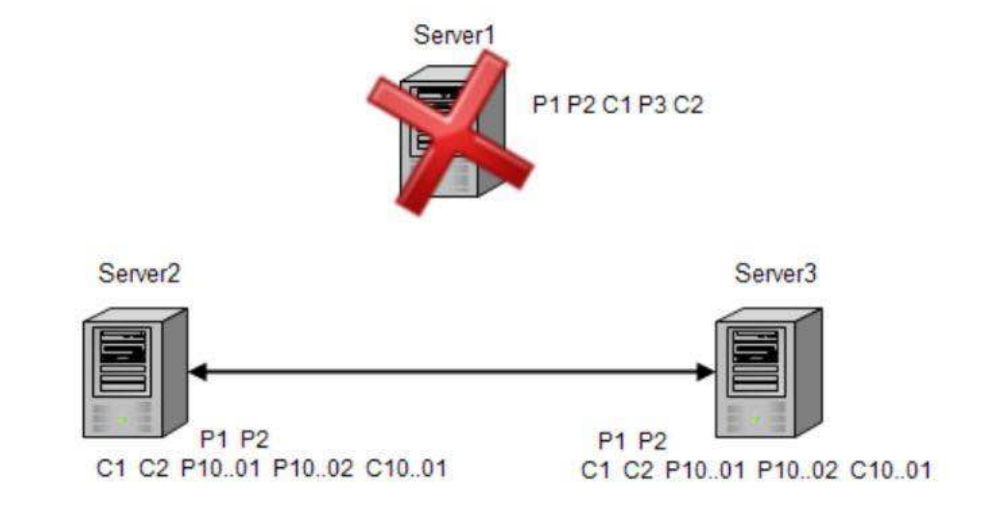 Server1
P1 P2 C1 P3 C2
Server2
Server3
P1 P2
C1 C2 P10..01 P10..02 C10..01
P1 P2
C1 C2 P10..01 P10..02 C10..01